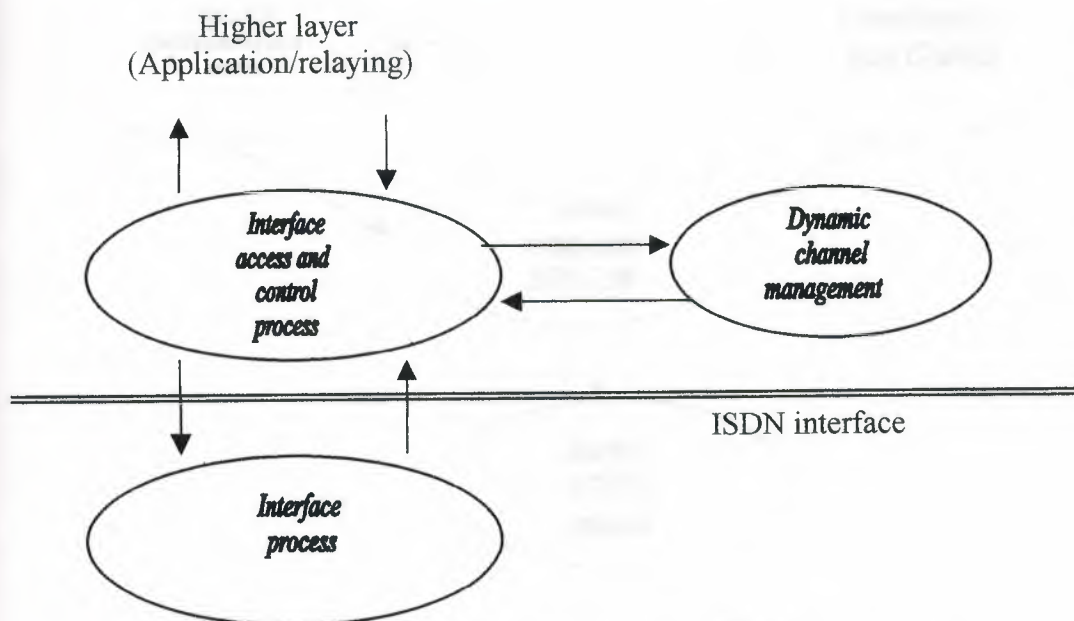 Higher layer
(Application/relaying)
Interface
access and
control
process
Dynamic
channel
management
ISDN interface
Interface
process